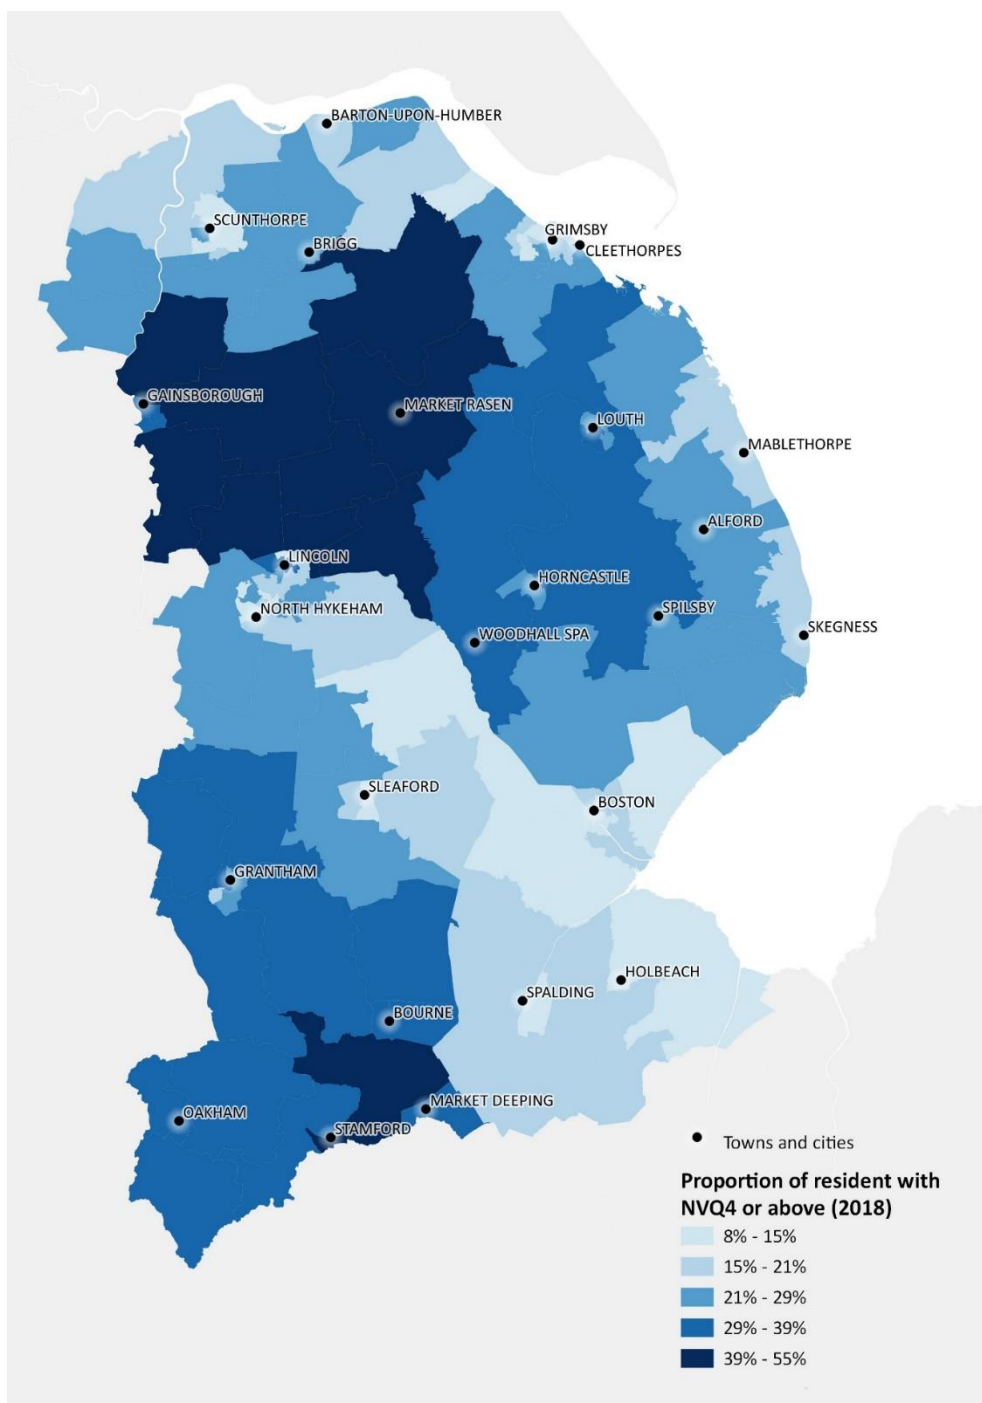 BARTON-UPON-HUMBER
SCUNTHORPE
GRIMSBY
BRIGG
CLEETHORPES
GAINSBOROUGH
MARKET RASEN
LOUTH
MABLETHORPE
ALFORD
LINCOLN
HORNCASTLE
NORTH HYKEHAM
SPILSBY
WOODHALL SPA
SKEGNESS
SLEAFORD
BOSTON
GRANTHAM
HOLBEACH
SPALDING
BOURNE
MARKET DEEPING
OAKHAM
STAMFORD
Towns and cities
Proportion of resident with
NVQ4 or above (2018)
8% - 15%
15% - 21%
21% - 29%
29% - 39%
39% - 55%